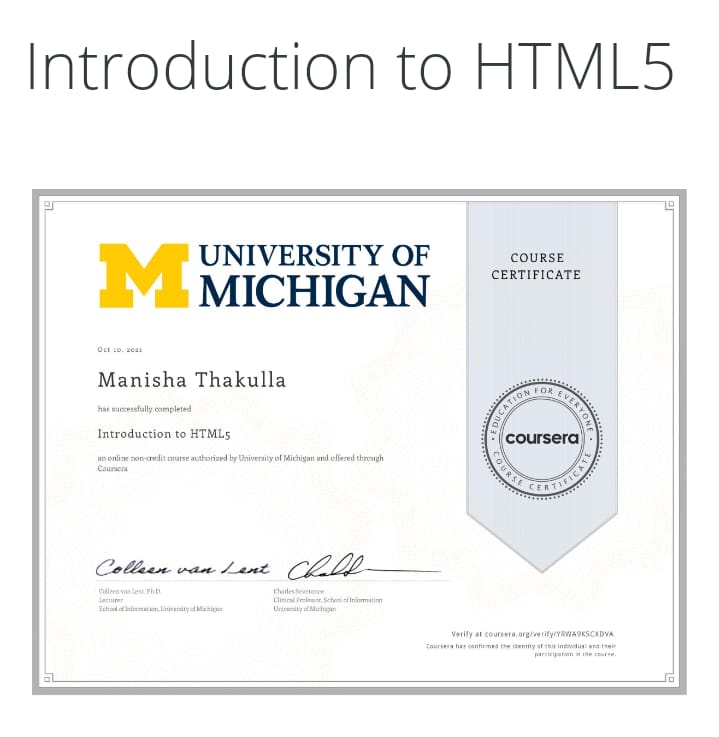 Introduction to HTML5
UNIVERSITY OF
MICHIGAN
COURSE
CERTIFICATE
Oct 10, 2021
Manisha Thakulla
has successfully completed
Introduction to HTML5
an online non-credit course authorized by University of Michigan and offered through
Coursera
EDUCATION FOR EVERYONE
coursera
COURSE CERTIFICATE
Colleen van Lent
Colleen van Lent, Ph.D.
Lecturer
School of Information, University of Michigan
Charles Severance
Clinical Professor, School of Information
University of Michigan
Verify at coursera.org/verify/YRWA9KSCXDVA
Coursera has confirmed the identity of this individual and their
participation in the course.